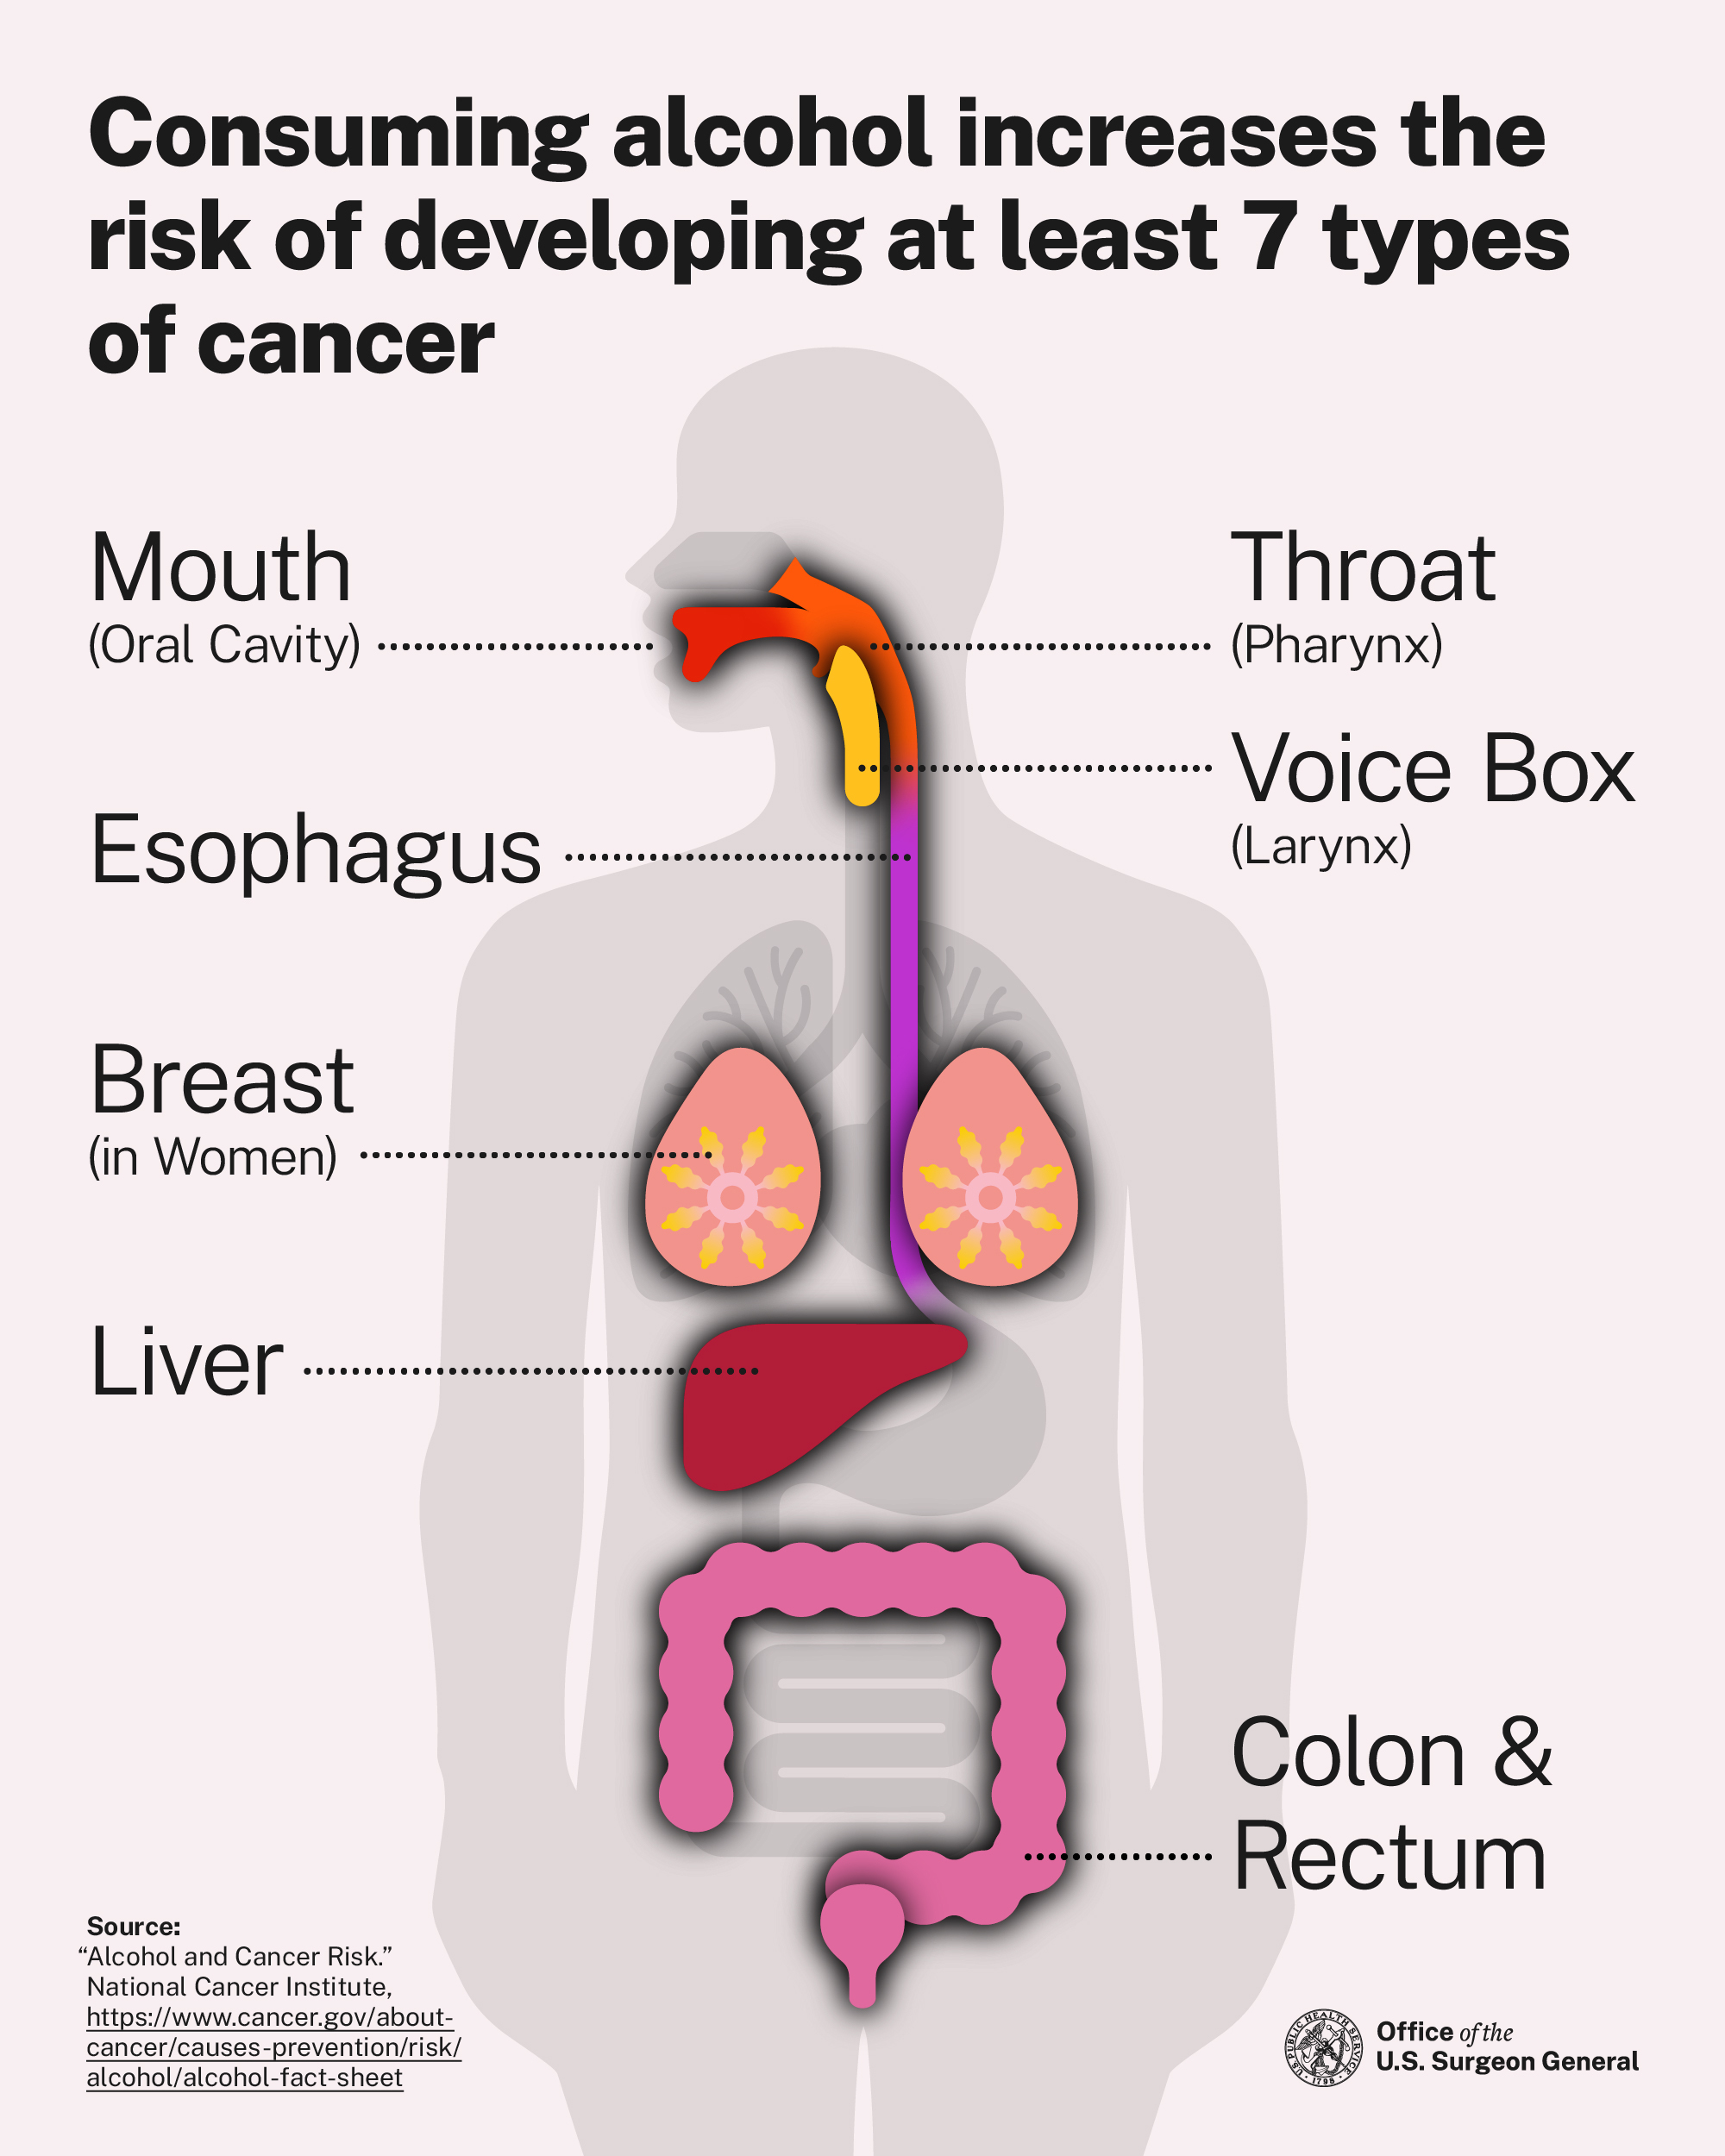 Consuming alcohol increases the
risk of developing at least 7 types
of cancer
Mouth
(Oral Cavity)
Throat
(Pharynx)
Voice Box
(Larynx)
Esophagus
Breast
(in Women)
Liver
Colon &
Rectum
Source:
“Alcohol and Cancer Risk.”
National Cancer Institute,
https://www.cancer.gov/about-
cancer/causes-prevention/risk/
alcohol/alcohol-fact-sheet
U.S. PUBLIC HEALTH SERVICE
1798
Office of the
U.S. Surgeon General